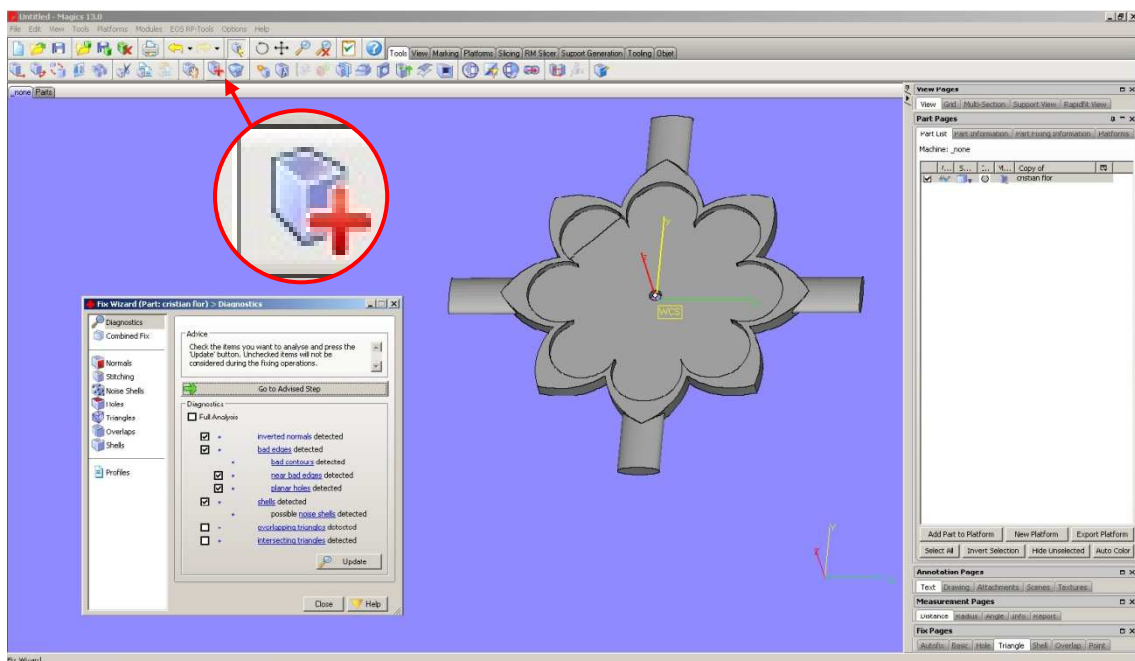 Untitled - Magics 13.0
File Edit View Tools Platforms Modules EOS RP-Tools Options Help
Tools View Marking Platforms Slicing RM Slicer Support Generation Tooling Objet
_none Parts
View Pages
View Grid Multi-Section Support View Rapidfit View
Part Pages
Part List Part Information Part Fixing Information Platforms
Machine: _none
Copy of
cristian flor
Y
WCS
Fix Wizard (Part: cristian flor) > Diagnostics
Diagnostics
Combined Fix
Normals
Stitching
Noise Shells
Holes
Triangles
Overlaps
Shells
Profiles
Advice
Check the items you want to analyse and press the
'Update' button. Unchecked items will not be
considered during the fixing operations.
Go to Advised Step
Diagnostics
Full Analysis
inverted normals detected
bad edges detected
bad contours detected
near bad edges detected
planar holes detected
shells detected
possible noise shells detected
overlapping triangles detected
intersecting triangles detected
Update
Close Help
Add Part to Platform New Platform Export Platform
Select All Invert Selection Hide Unselected Auto Color
Annotation Pages
Text Drawing Attachments Scenes Textures
Measurement Pages
Distance Radius Angle Info Report
Fix Pages
Autofix Basic Hole Triangle Shell Overlap Point
Fix Wizard